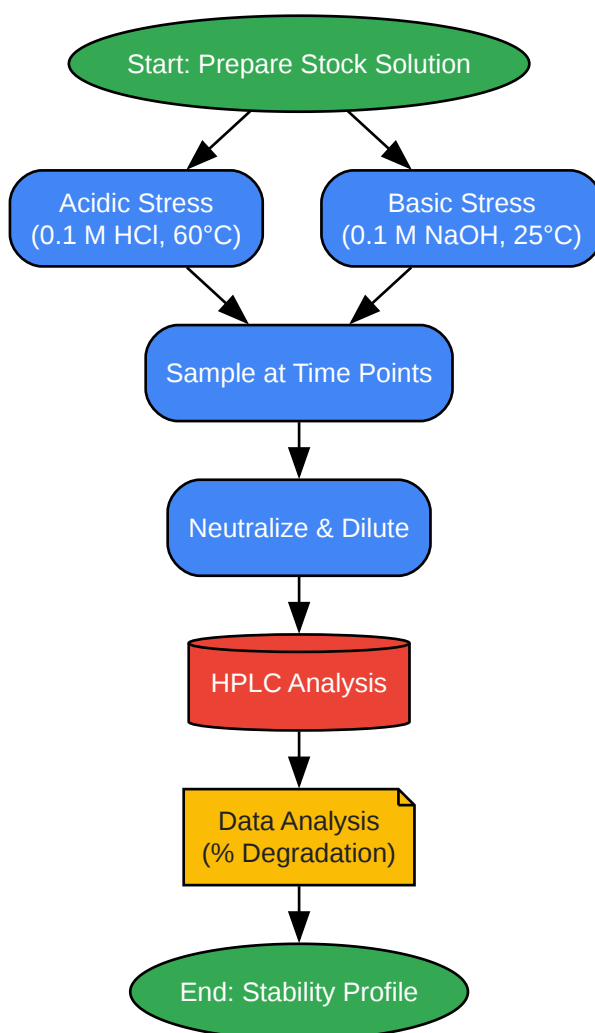 Start: Prepare Stock Solution
Acidic Stress
(0.1 M HCl, 60°C)
Basic Stress
(0.1 M NaOH, 25°C)
Sample at Time Points
Neutralize & Dilute
HPLC Analysis
Data Analysis
(% Degradation)
End: Stability Profile